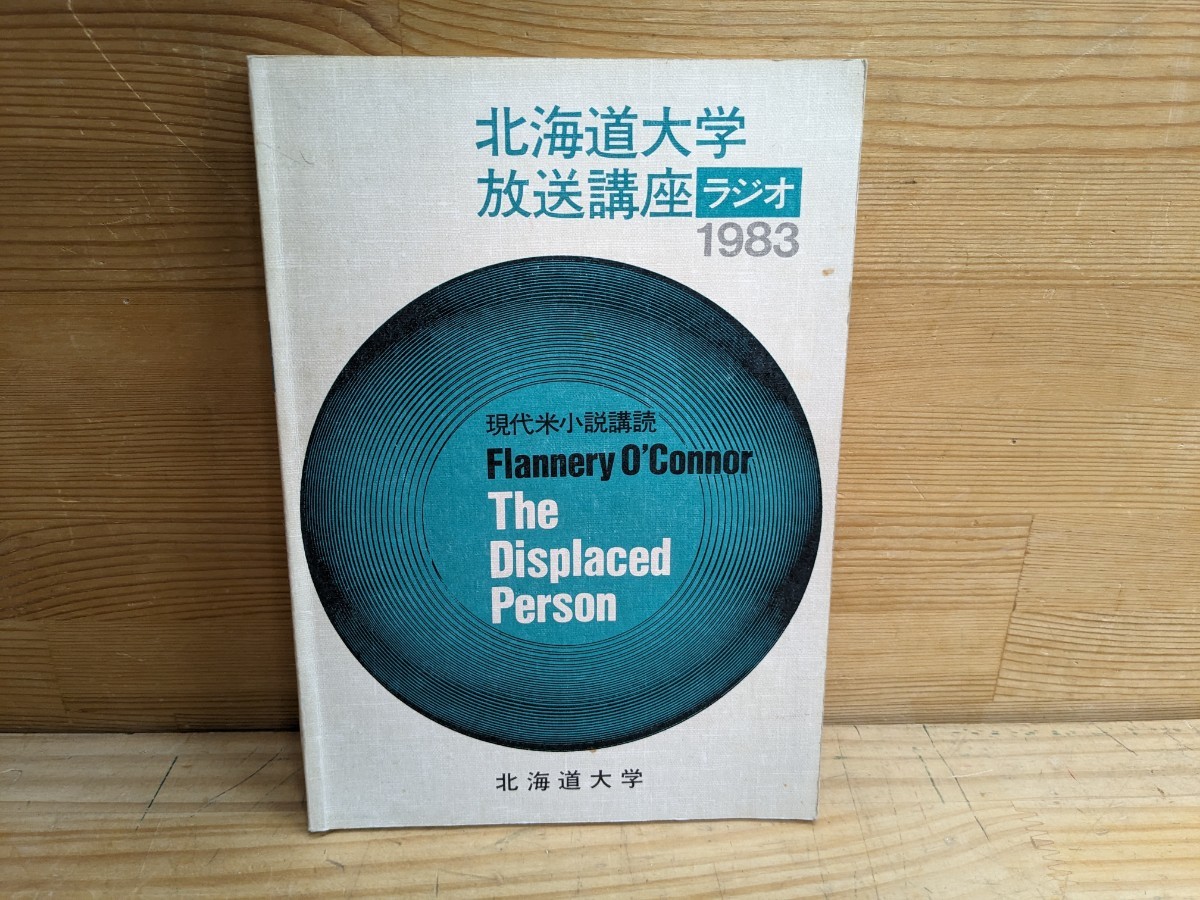 北海道大学
放送講座ラジオ
1983
現代米小説講読
Flannery O'Connor
The
Displaced
Person
北海道大学